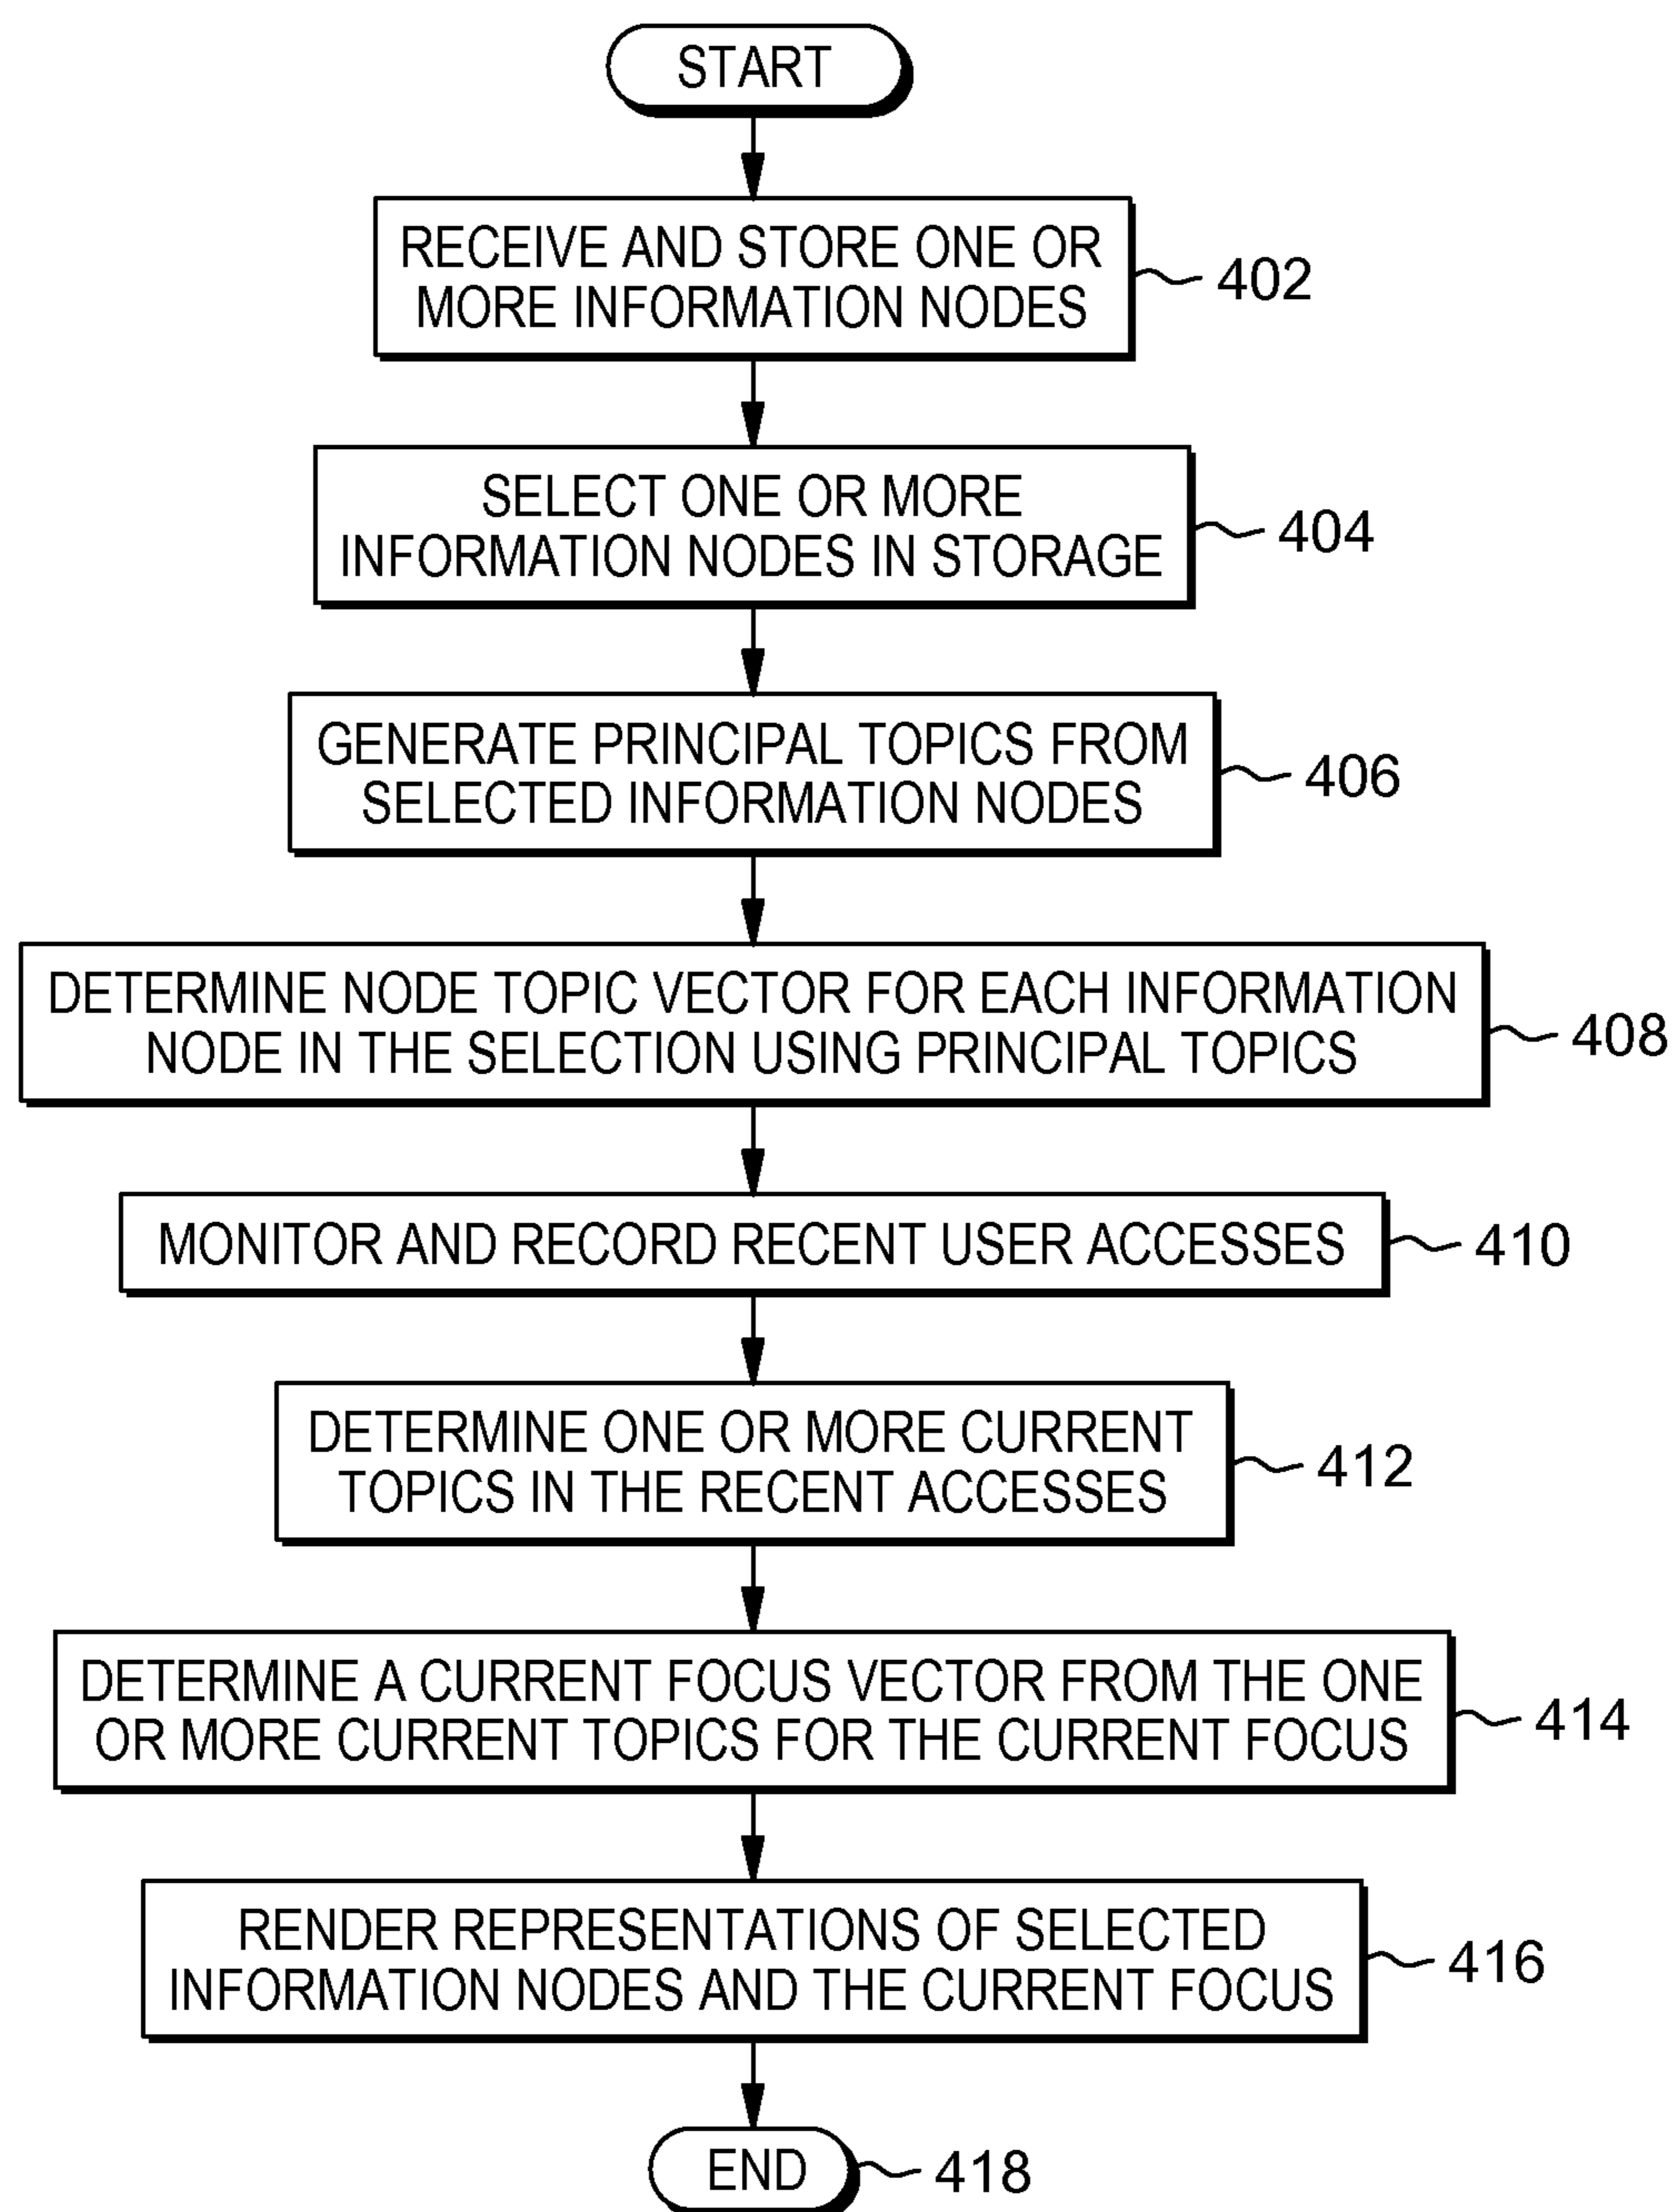 START
RECEIVE AND STORE ONE OR
MORE INFORMATION NODES
402
SELECT ONE OR MORE
INFORMATION NODES IN STORAGE
404
GENERATE PRINCIPAL TOPICS FROM
SELECTED INFORMATION NODES
406
DETERMINE NODE TOPIC VECTOR FOR EACH INFORMATION
NODE IN THE SELECTION USING PRINCIPAL TOPICS
408
MONITOR AND RECORD RECENT USER ACCESSES
410
DETERMINE ONE OR MORE CURRENT
TOPICS IN THE RECENT ACCESSES
412
DETERMINE A CURRENT FOCUS VECTOR FROM THE ONE
OR MORE CURRENT TOPICS FOR THE CURRENT FOCUS
414
RENDER REPRESENTATIONS OF SELECTED
INFORMATION NODES AND THE CURRENT FOCUS
416
END
418